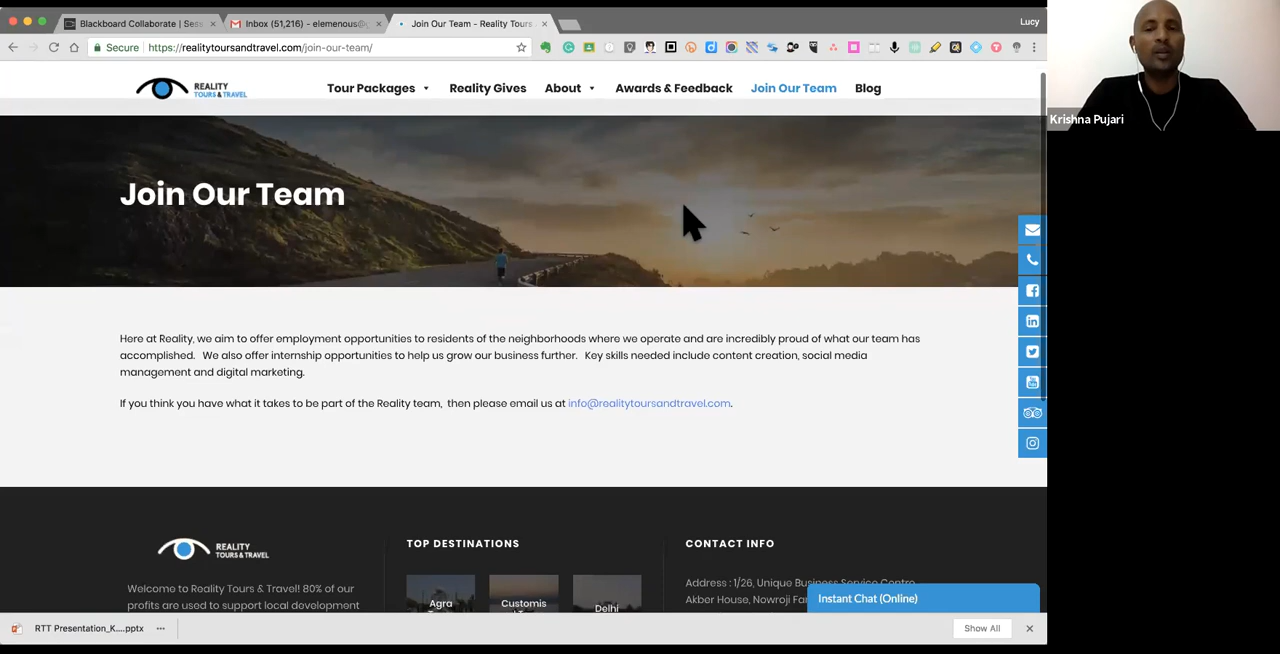 Blackboard Collaborate | Ses
Inbox (51,216) - elemenous@
Join Our Team - Reality Tours
Lucy
Secure
https://realitytoursandtravel.com/join-our-team/
REALITY
TOURS & TRAVEL
Tour Packages
Reality Gives
About
Awards & Feedback
Join Our Team
Blog
Krishna Pujari
Join Our Team
Here at Reality, we aim to offer employment opportunities to residents of the neighborhoods where we operate and are incredibly proud of what our team has
accomplished. We also offer internship opportunities to help us grow our business further. Key skills needed include content creation, social media
management and digital marketing.
If you think you have what it takes to be part of the Reality team, then please email us at info@realitytoursandtravel.com.
REALITY
TOURS & TRAVEL
Welcome to Reality Tours & Travel! 80% of our
profits are used to support local development
TOP DESTINATIONS
Agra
Customis
Delhi
CONTACT INFO
Address : 1/26, Unique Business Service Centre,
Akber House, Nowroji
Instant Chat (Online)
RTT Presentation_K....pptx
Show All